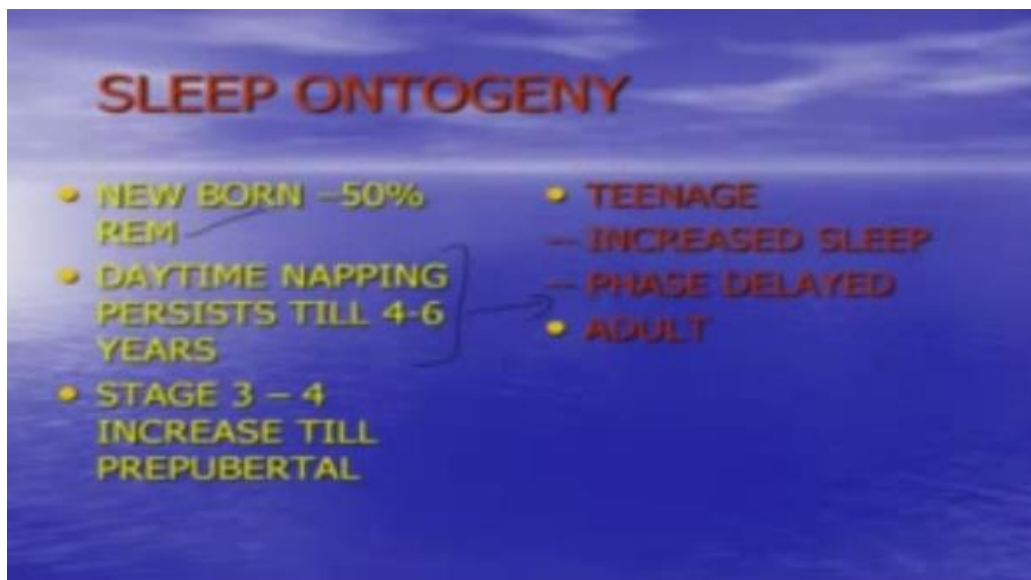 SLEEP ONTOGENY
• NEW BORN –50%
REM
• DAYTIME NAPPING
PERSISTS TILL 4-6
YEARS
• STAGE 3 – 4
INCREASE TILL
PREPUBERTAL
• TEENAGE
– INCREASED SLEEP
– PHASE DELAYED
• ADULT